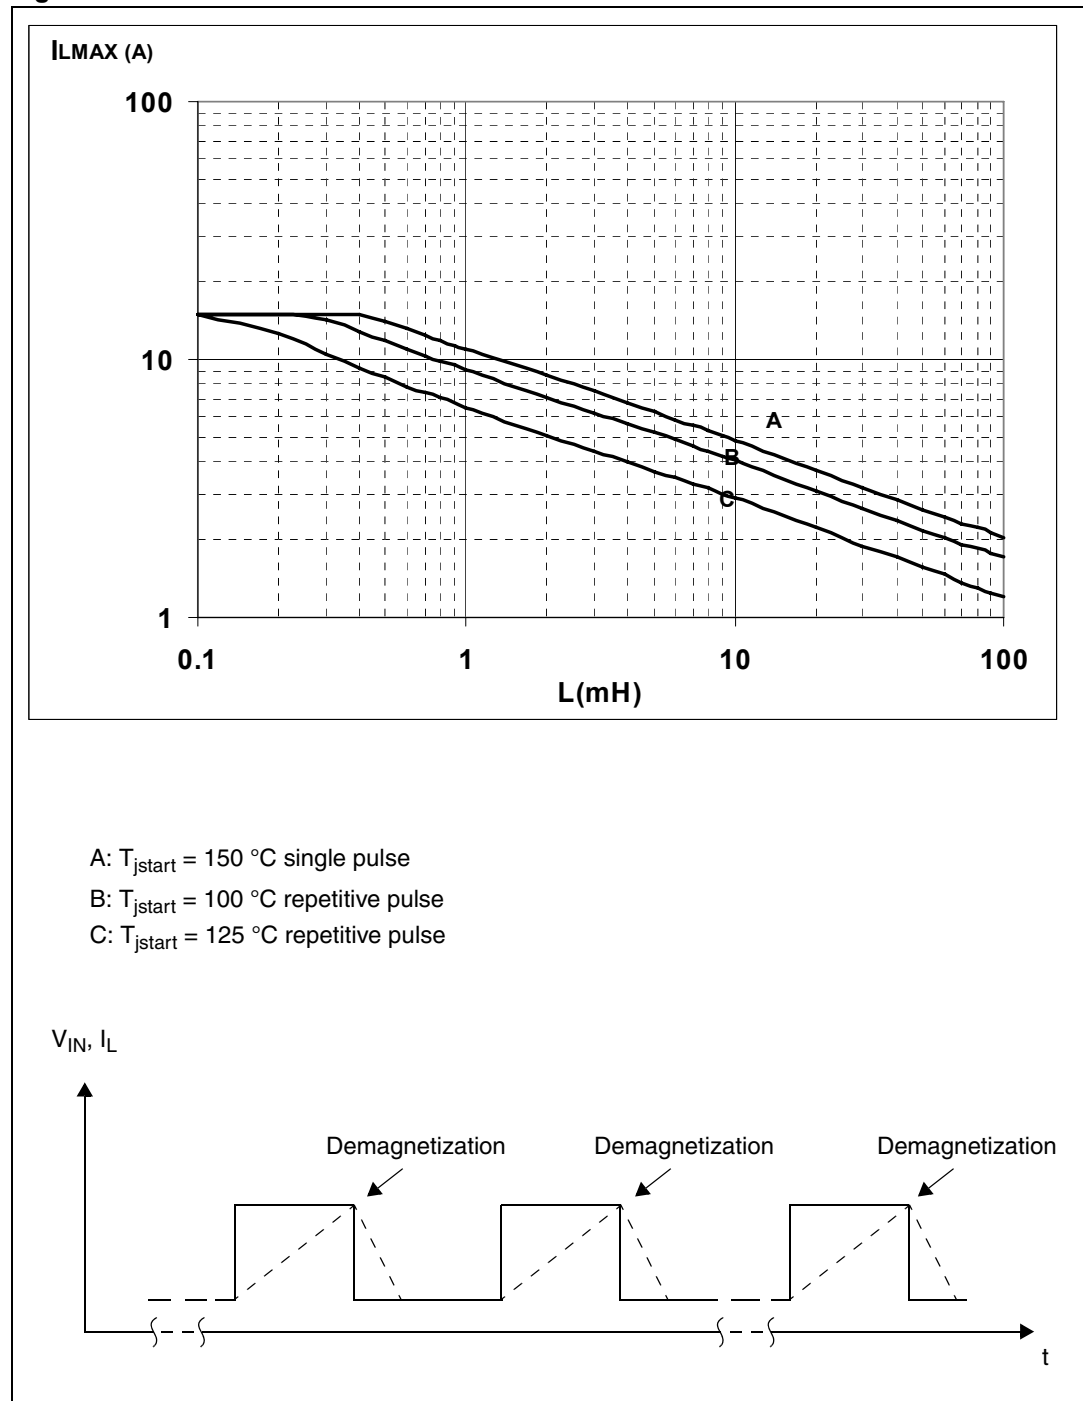 ILMAX (A)
100
10
1
0.1 1 10 100
L(mH)
A
B
C
A: Tjstart = 150 °C single pulse
B: Tjstart = 100 °C repetitive pulse
C: Tjstart = 125 °C repetitive pulse
VIN, IL
Demagnetization Demagnetization Demagnetization
t